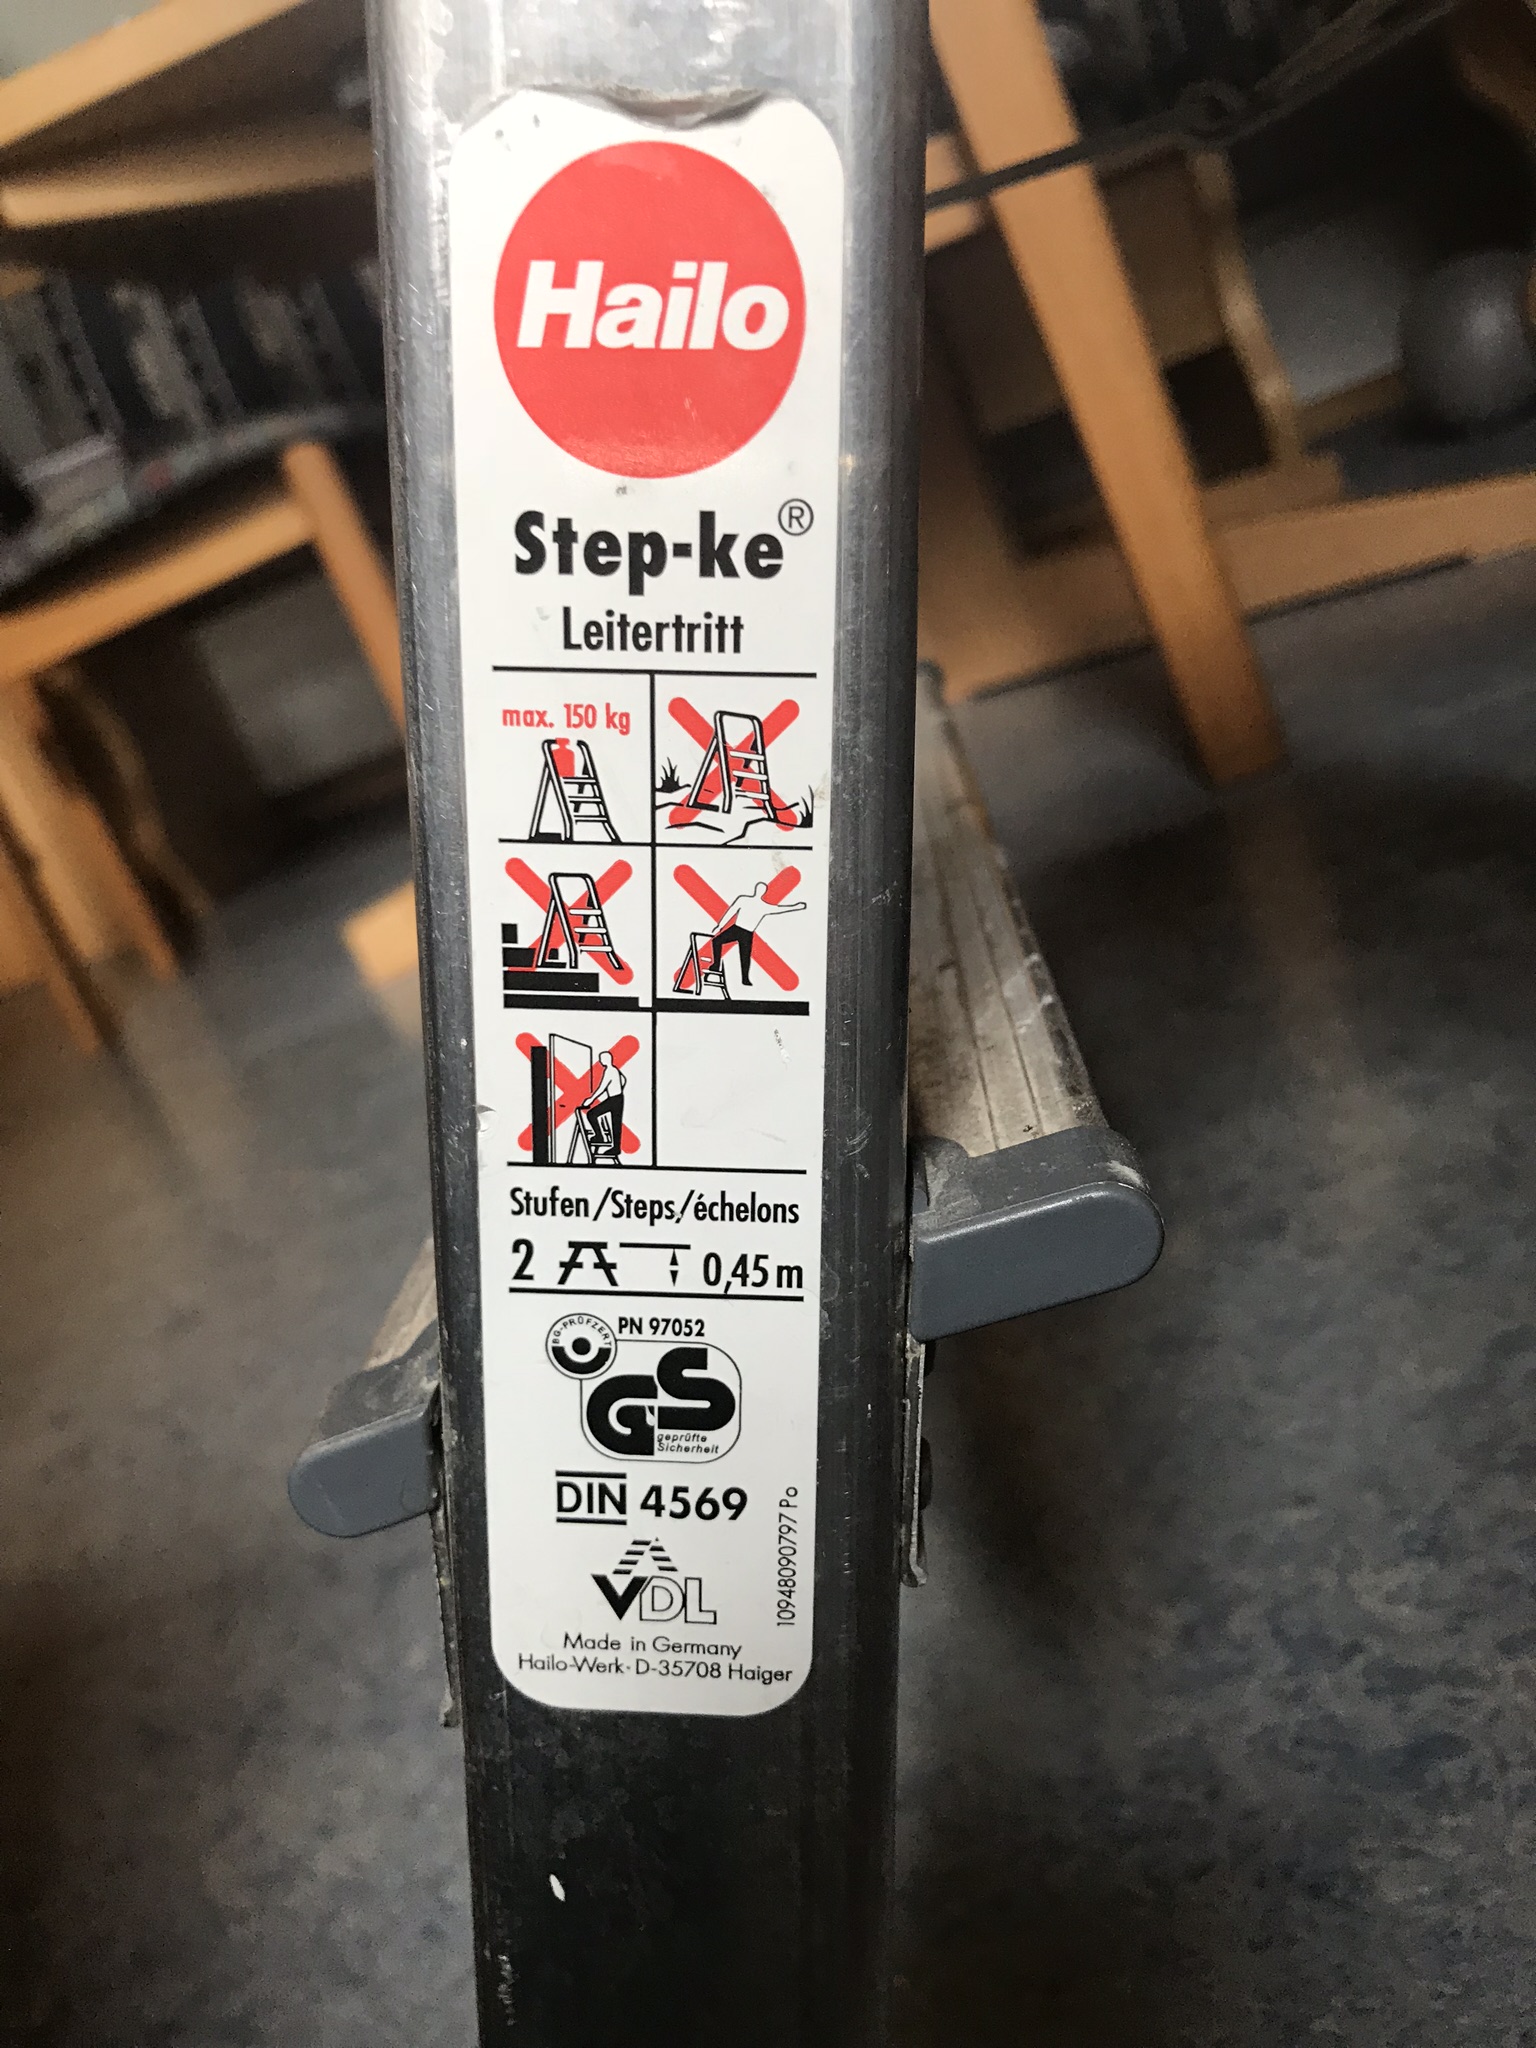 Hailo
Step-ke®
Leitertritt
max. 150 kg
Stufen/Steps/échelons
2 0,45 m
BG-PRÜFZERT
PN 97052
GS
geprüfte
Sicherheit
DIN 4569
10948090797 Po
VDL
Made in Germany
Hailo-Werk·D-35708 Haiger